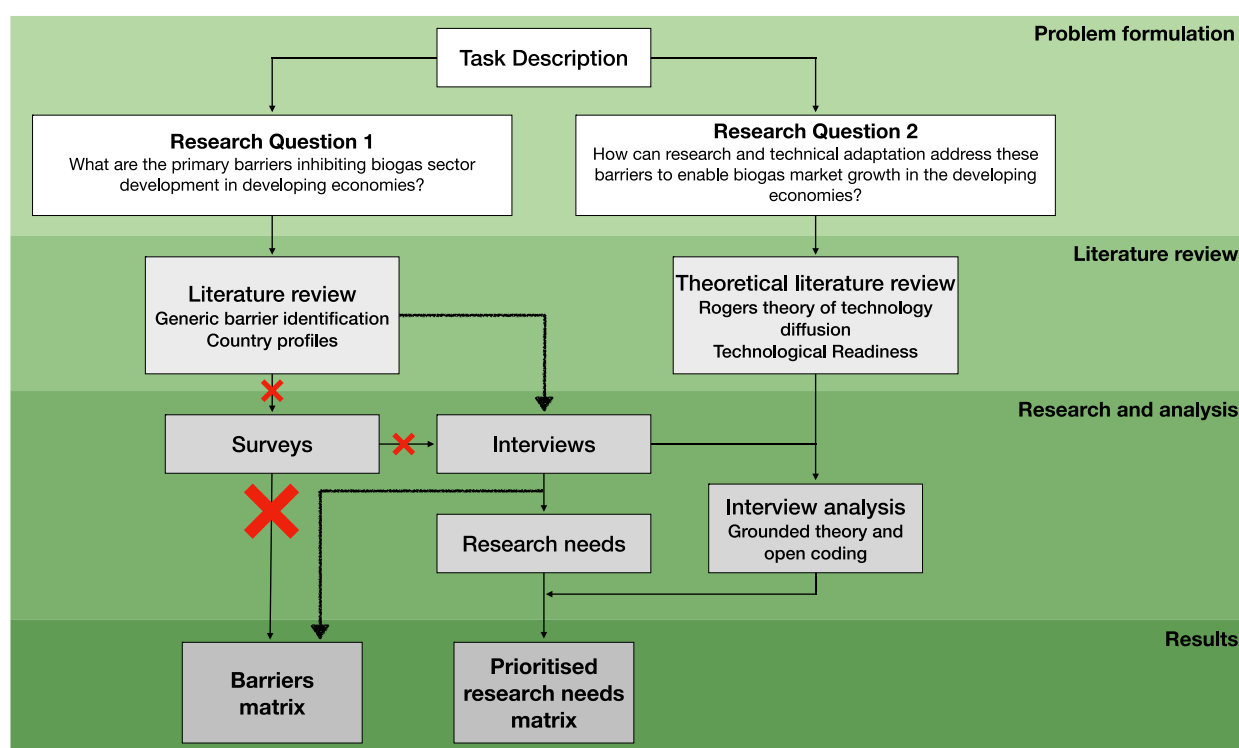 Problem formulation
Task Description
Research Question 1
What are the primary barriers inhibiting biogas sector
development in developing economies?
Research Question 2
How can research and technical adaptation address these
barriers to enable biogas market growth in the developing
economies?
Literature review
Literature review
Generic barrier identification
Country profiles
Theoretical literature review
Rogers theory of technology
diffusion
Technological Readiness
Research and analysis
Surveys
Interviews
Interview analysis
Grounded theory and
open coding
Research needs
Results
Barriers
matrix
Prioritised
research needs
matrix